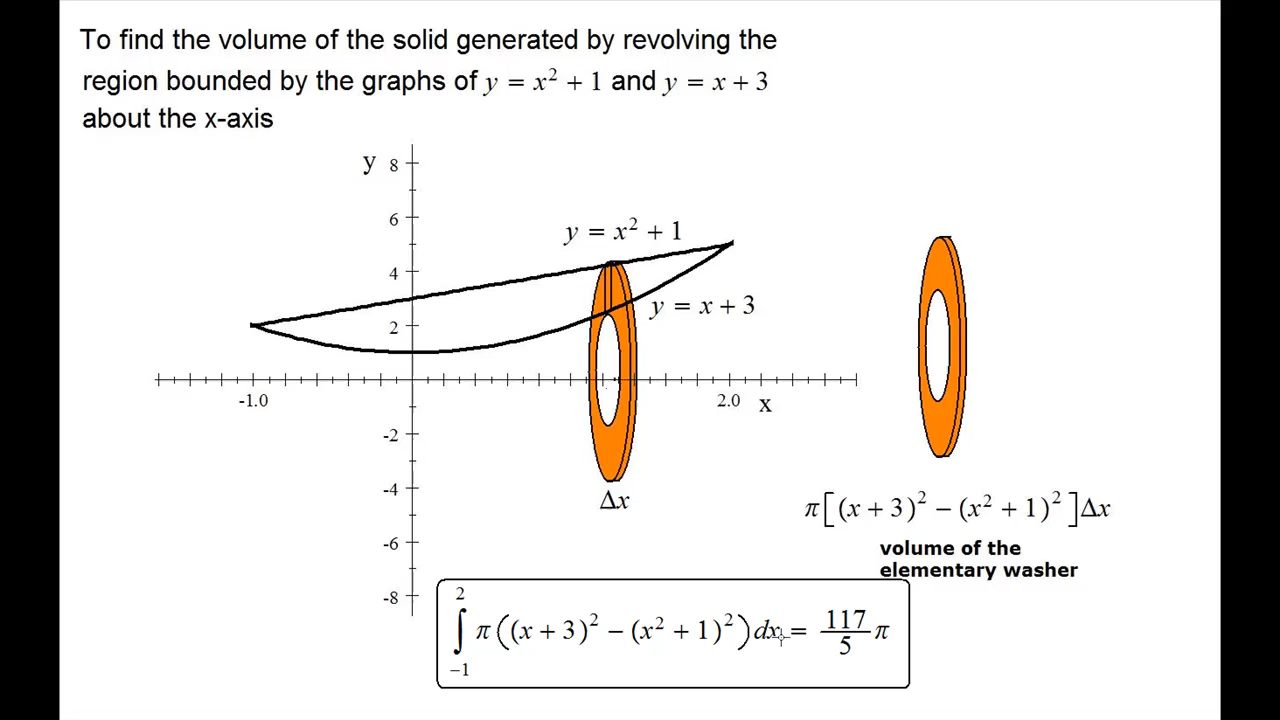 To find the volume of the solid generated by revolving the
region bounded by the graphs of y = x² + 1 and y = x + 3
about the x-axis
y
8
6
4
2
-2
-4
-6
-8
-1.0
2.0
x
y = x² + 1
y = x + 3
Δx
π[(x + 3)² − (x² + 1)²]Δx
volume of the
elementary washer
∫₋₁² π((x + 3)² − (x² + 1)²)dx = 117/5 π